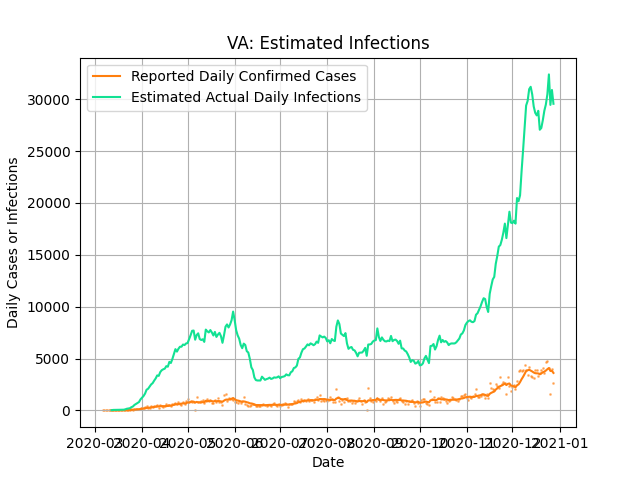 VA: Estimated Infections
Reported Daily Confirmed Cases
Estimated Actual Daily Infections
Daily Cases or Infections
30000
25000
20000
15000
10000
5000
0
2020-03 2020-04 2020-05 2020-06 2020-07 2020-08 2020-09 2020-10 2020-11 2020-12 2021-01
Date